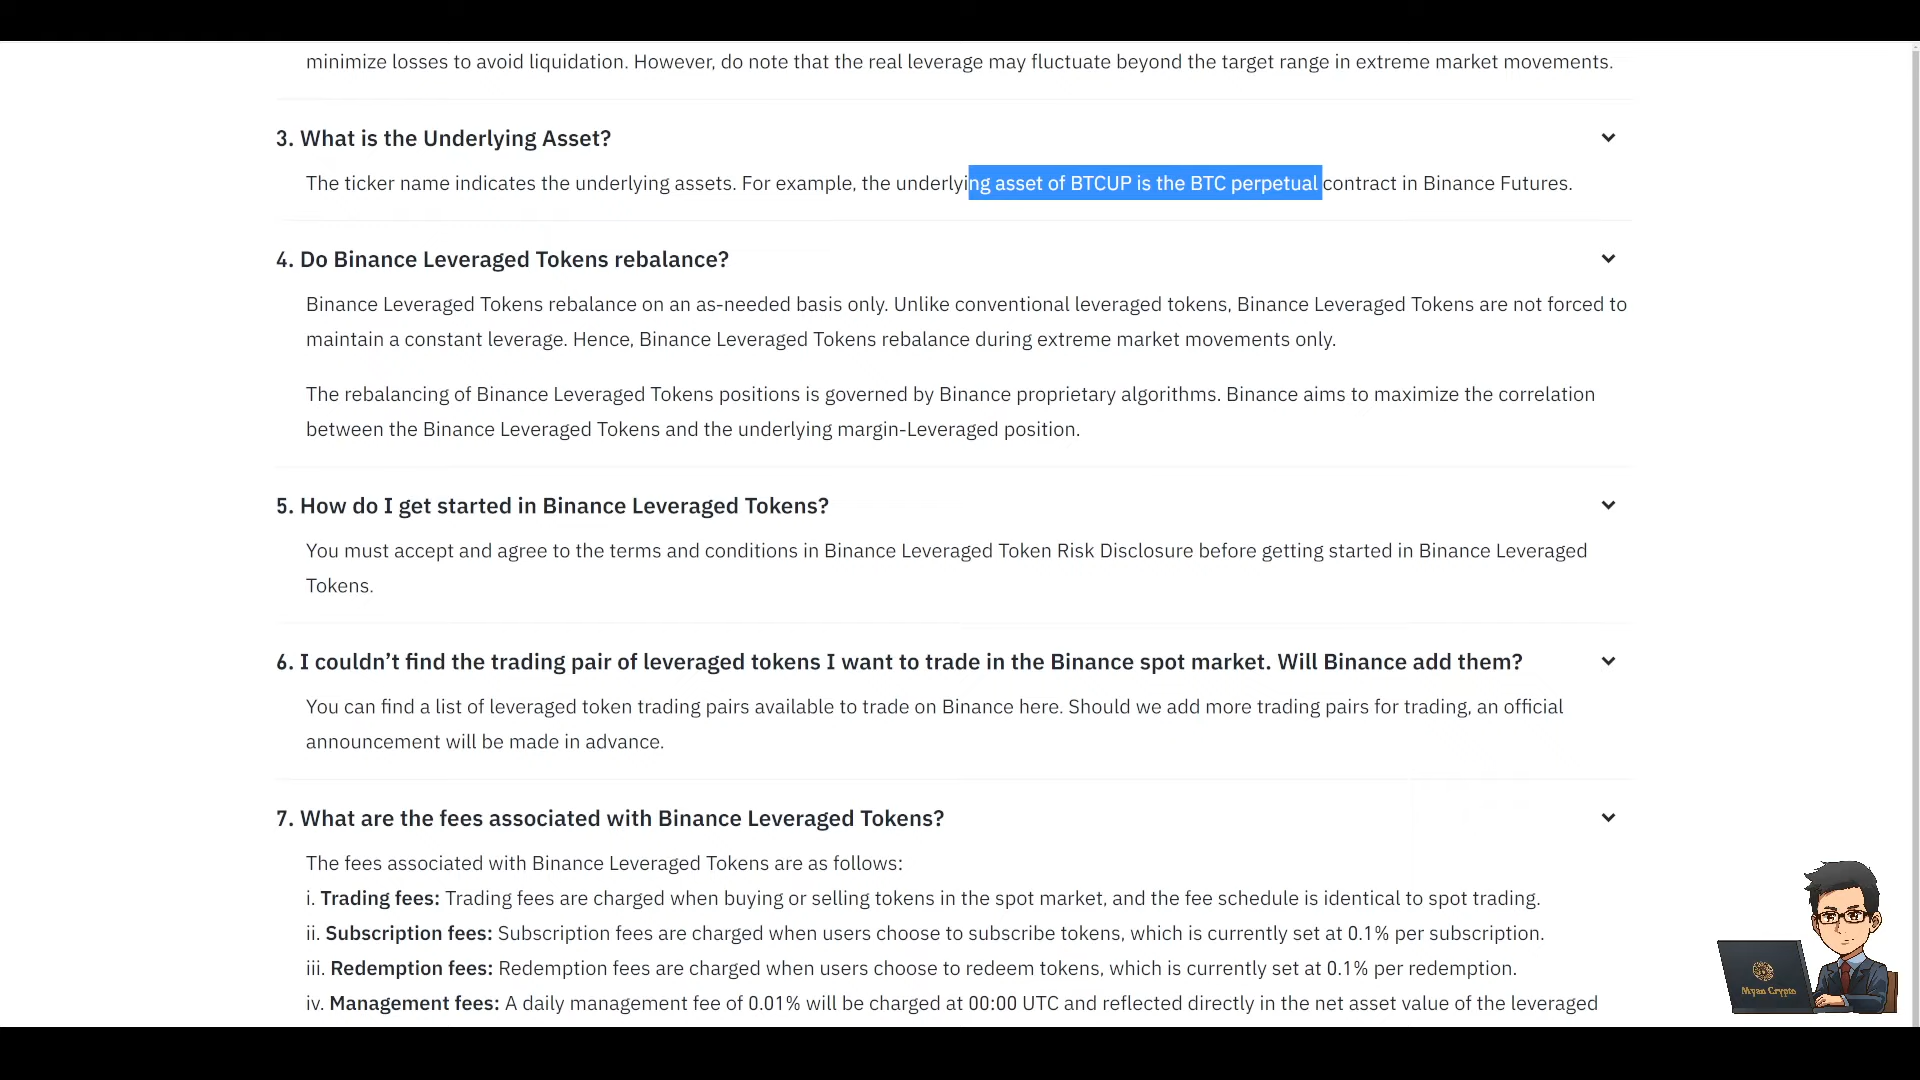 minimize losses to avoid liquidation. However, do note that the real leverage may fluctuate beyond the target range in extreme market movements.
3. What is the Underlying Asset?
The ticker name indicates the underlying assets. For example, the underlying asset of BTCUP is the BTC perpetual contract in Binance Futures.
4. Do Binance Leveraged Tokens rebalance?
Binance Leveraged Tokens rebalance on an as-needed basis only. Unlike conventional leveraged tokens, Binance Leveraged Tokens are not forced to
maintain a constant leverage. Hence, Binance Leveraged Tokens rebalance during extreme market movements only.
The rebalancing of Binance Leveraged Tokens positions is governed by Binance proprietary algorithms. Binance aims to maximize the correlation
between the Binance Leveraged Tokens and the underlying margin-Leveraged position.
5. How do I get started in Binance Leveraged Tokens?
You must accept and agree to the terms and conditions in Binance Leveraged Token Risk Disclosure before getting started in Binance Leveraged
Tokens.
6. I couldn’t find the trading pair of leveraged tokens I want to trade in the Binance spot market. Will Binance add them?
You can find a list of leveraged token trading pairs available to trade on Binance here. Should we add more trading pairs for trading, an official
announcement will be made in advance.
7. What are the fees associated with Binance Leveraged Tokens?
The fees associated with Binance Leveraged Tokens are as follows:
i. Trading fees: Trading fees are charged when buying or selling tokens in the spot market, and the fee schedule is identical to spot trading.
ii. Subscription fees: Subscription fees are charged when users choose to subscribe tokens, which is currently set at 0.1% per subscription.
iii. Redemption fees: Redemption fees are charged when users choose to redeem tokens, which is currently set at 0.1% per redemption.
iv. Management fees: A daily management fee of 0.01% will be charged at 00:00 UTC and reflected directly in the net asset value of the leveraged
Myan Crypto